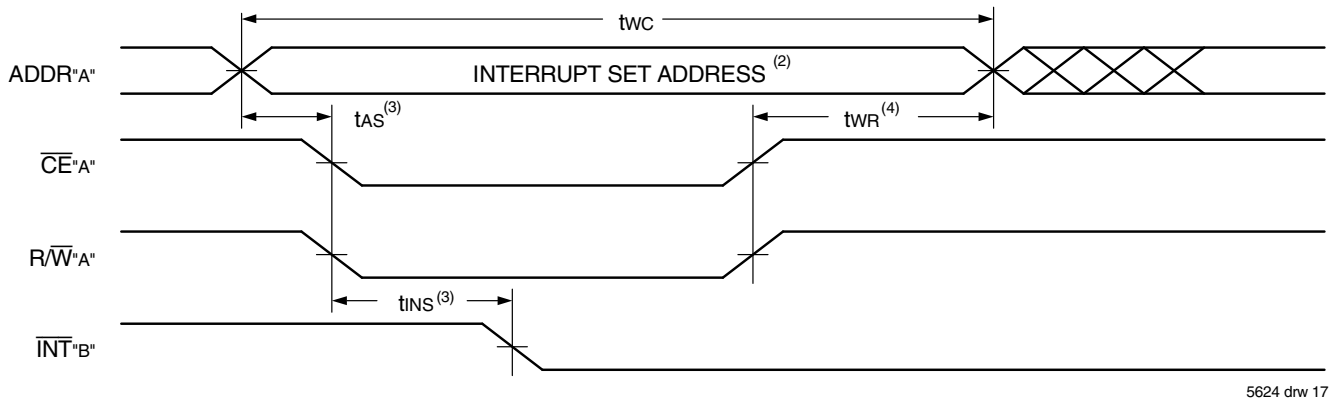 tWC
ADDR"A"
INTERRUPT SET ADDRESS (2)
tAS(3)
tWR(4)
CE"A"
R/W"A"
tINS(3)
INT"B"
5624 drw 17